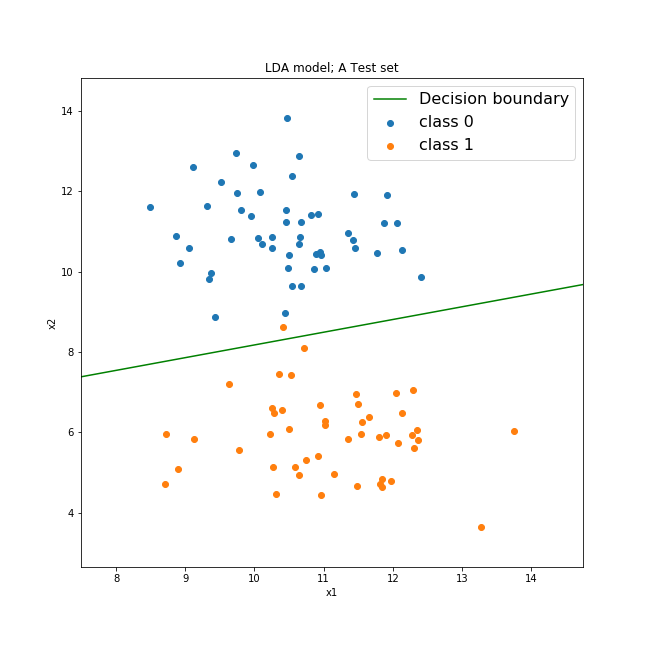 LDA model; A Test set
Decision boundary
class 0
class 1
14
12
10
8
6
4
x2
8 9 10 11 12 13 14
x1